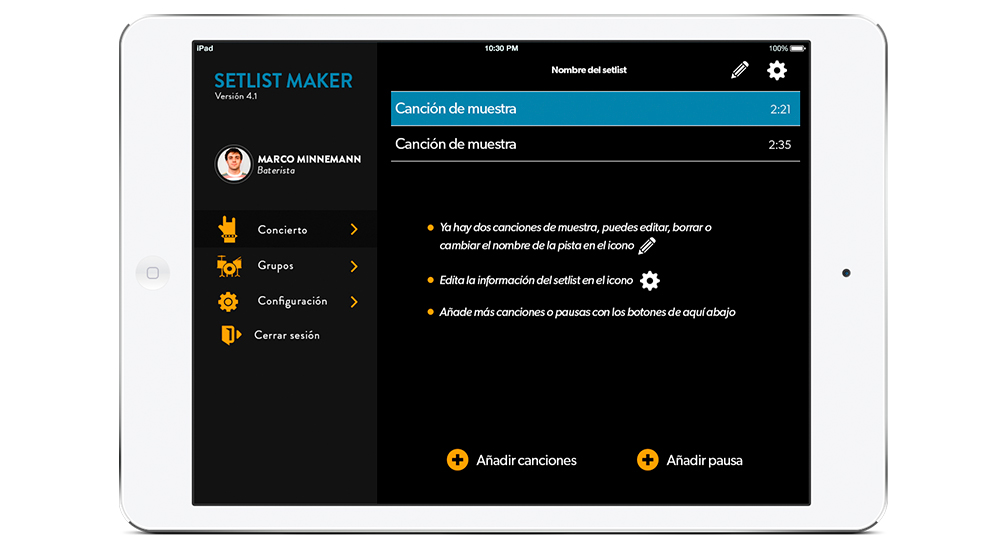 iPad
10:30 PM
100%
SETLIST MAKER
Versión 4.1
MARCO MINNEMANN
Baterista
Concierto
Grupos
Configuración
Cerrar sesión
Nombre del setlist
Canción de muestra 2:21
Canción de muestra 2:35
Ya hay dos canciones de muestra, puedes editar, borrar o
cambiar el nombre de la pista en el icono
Edita la información del setlist en el icono
Añade más canciones o pausas con los botones de aquí abajo
Añadir canciones
Añadir pausa